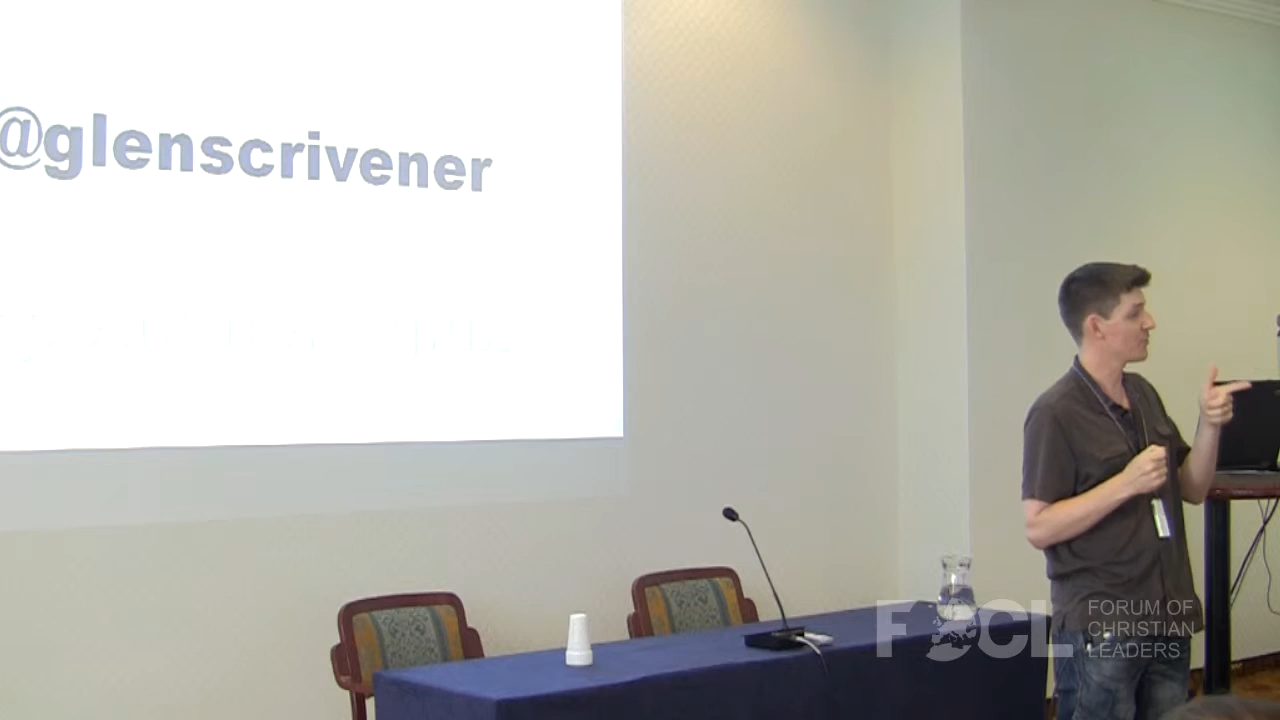 @glenscrivener
FOCL
FORUM OF
CHRISTIAN
LEADERS